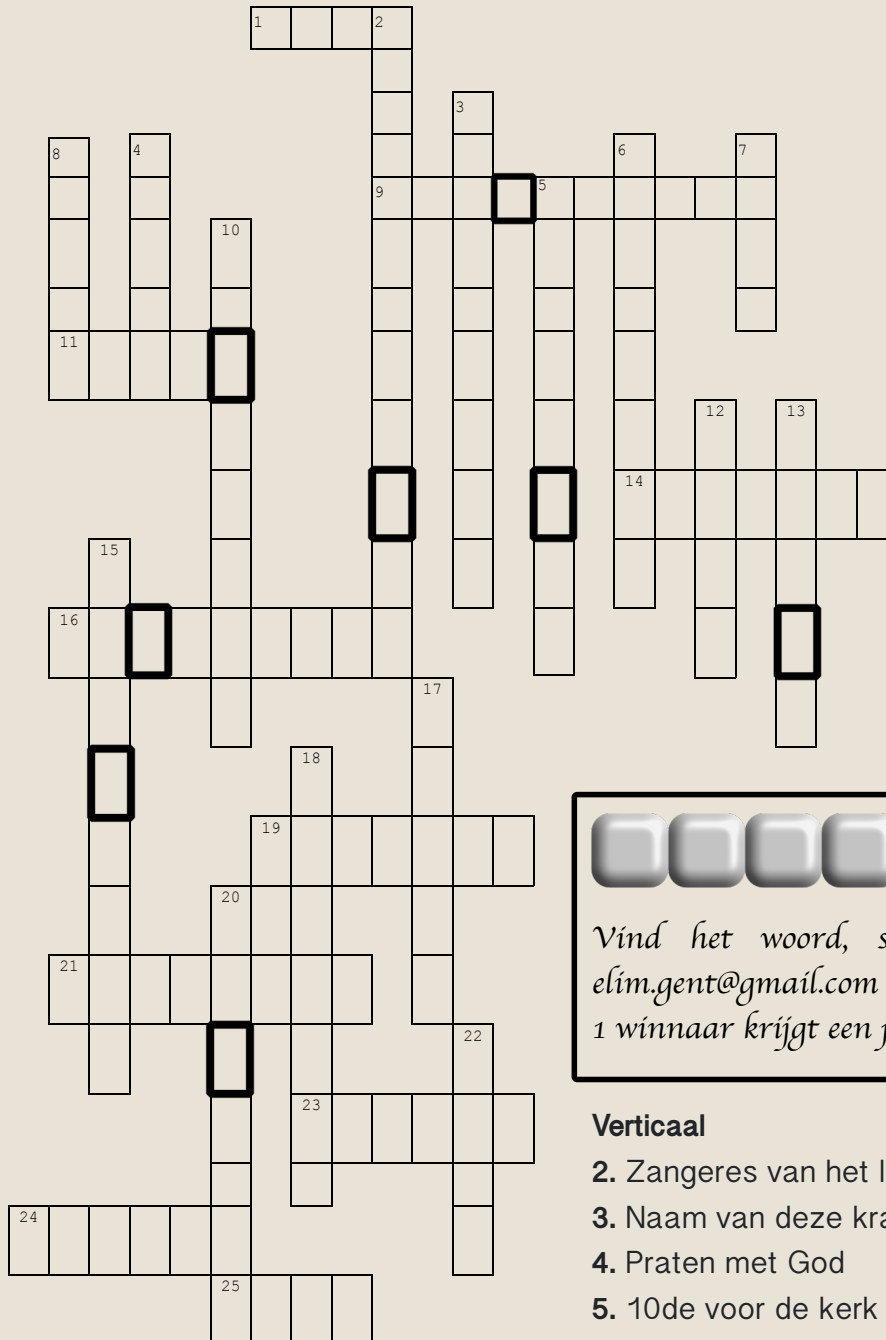 1 2
3
8 4 6 7
9 5
10
11
12 13
14
15
16
17
18
19
20
21
22
23
24
25
Vind het woord,
elim.gent@gmail.com
1 winnaar krijgt een
Verticaal
2. Zangeres van het
3. Naam van deze
4. Praten met God
5. 10de voor de kerk